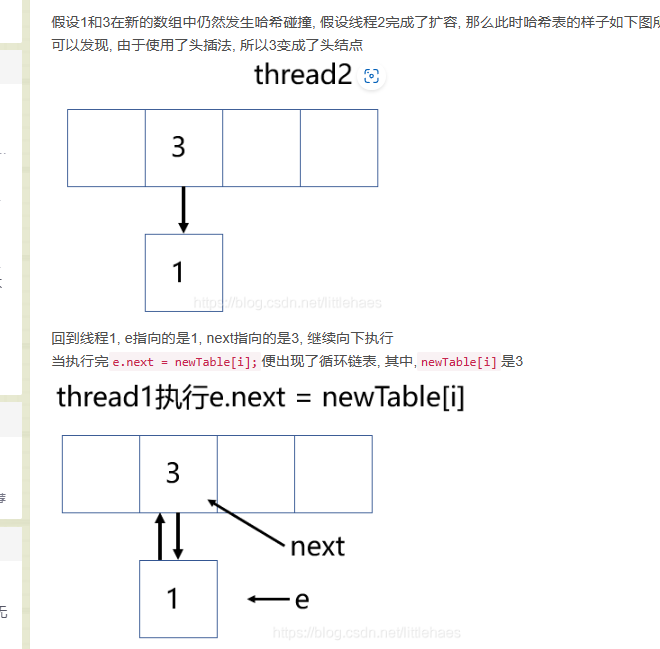 假设1和3在新的数组中仍然发生哈希碰撞, 假设线程2完成了扩容, 那么此时哈希表的样子如下图
可以发现, 由于使用了头插法, 所以3变成了头结点
thread2
3
1
https://blog.csdn.net/littlehaes
回到线程1, e指向的是1, next指向的是3, 继续向下执行
当执行完 e.next = newTable[i]; 便出现了循环链表, 其中, newTable[i] 是3
thread1执行e.next = newTable[i]
3
next
1
e
https://blog.csdn.net/littlehaes